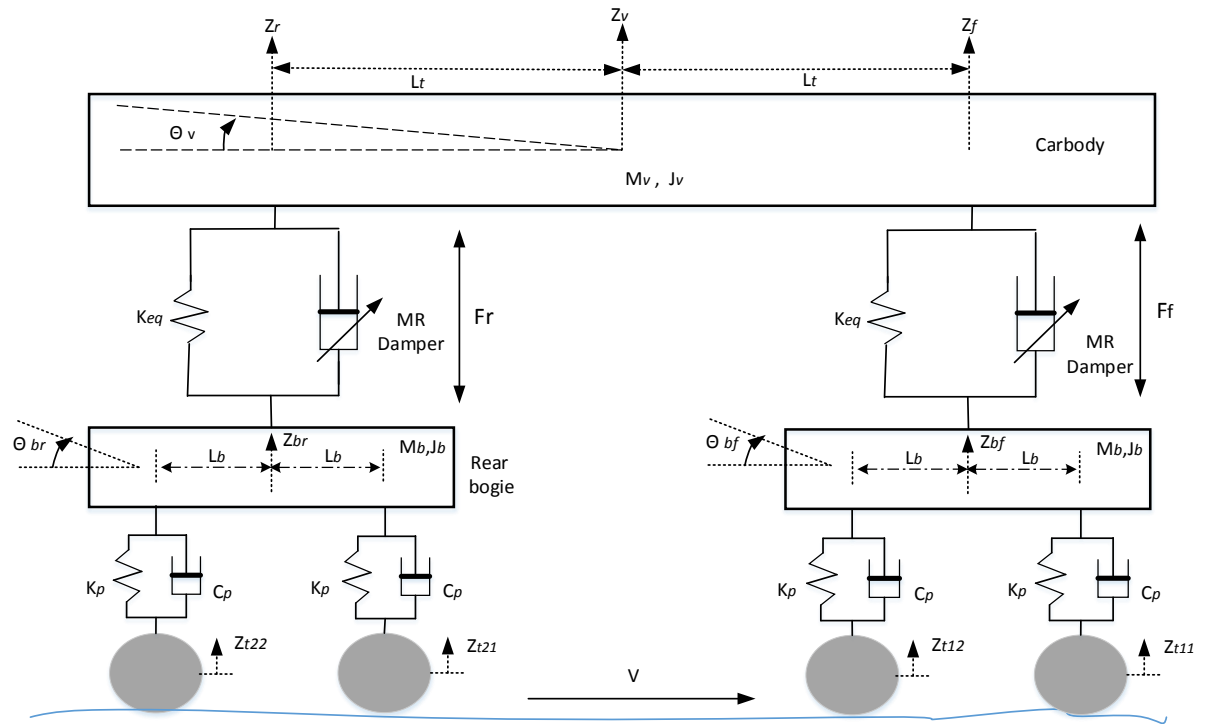 Zr
Zv
Zf
Lt
Lt
Θ v
Carbody
Mv , Jv
Keq
MR
Damper
Fr
Keq
MR
Damper
Ff
Θ br
Zbr
Mb,Jb
Lb
Lb
Rear
bogie
Θ bf
Zbf
Mb,Jb
Lb
Lb
Kp
Cp
Kp
Cp
Kp
Cp
Kp
Cp
Zt22
Zt21
V
Zt12
Zt11